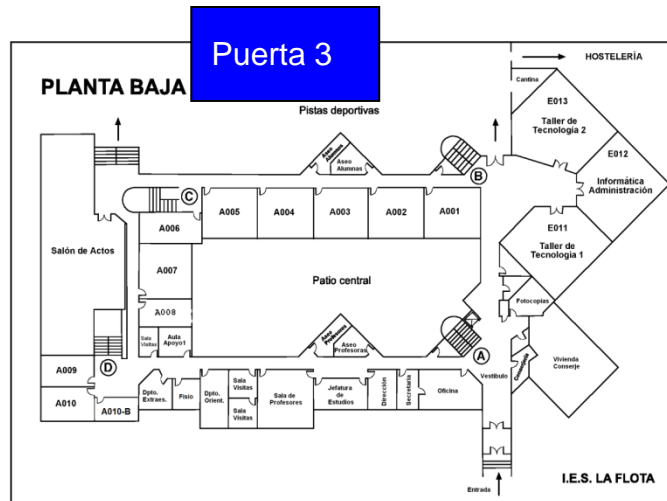 Puerta 3
HOSTELERÍA
PLANTA BAJA
Pistas deportivas
Cantina
E013
Taller de
Tecnología 2
E012
Informática
Administración
E011
Taller de
Tecnología 1
Aseo
Alumnos
Aseo
Alumnas
B
C
A005
A004
A003
A002
A001
A006
Salón de Actos
A007
Patio central
A008
Fotocopias
Sala
Visitas
Aula
Apoyo1
Aseo
Profesores
Aseo
Profesoras
A
Vestíbulo
Conserjería
Vivienda
Conserje
A009
D
A010
A010-B
Dpto.
Extraes.
Fisio
Dpto.
Orient.
Sala
Visitas
Sala
Visitas
Sala de
Profesores
Jefatura de
Estudios
Dirección
Secretaría
Oficina
Entrada
I.E.S. LA FLOTA